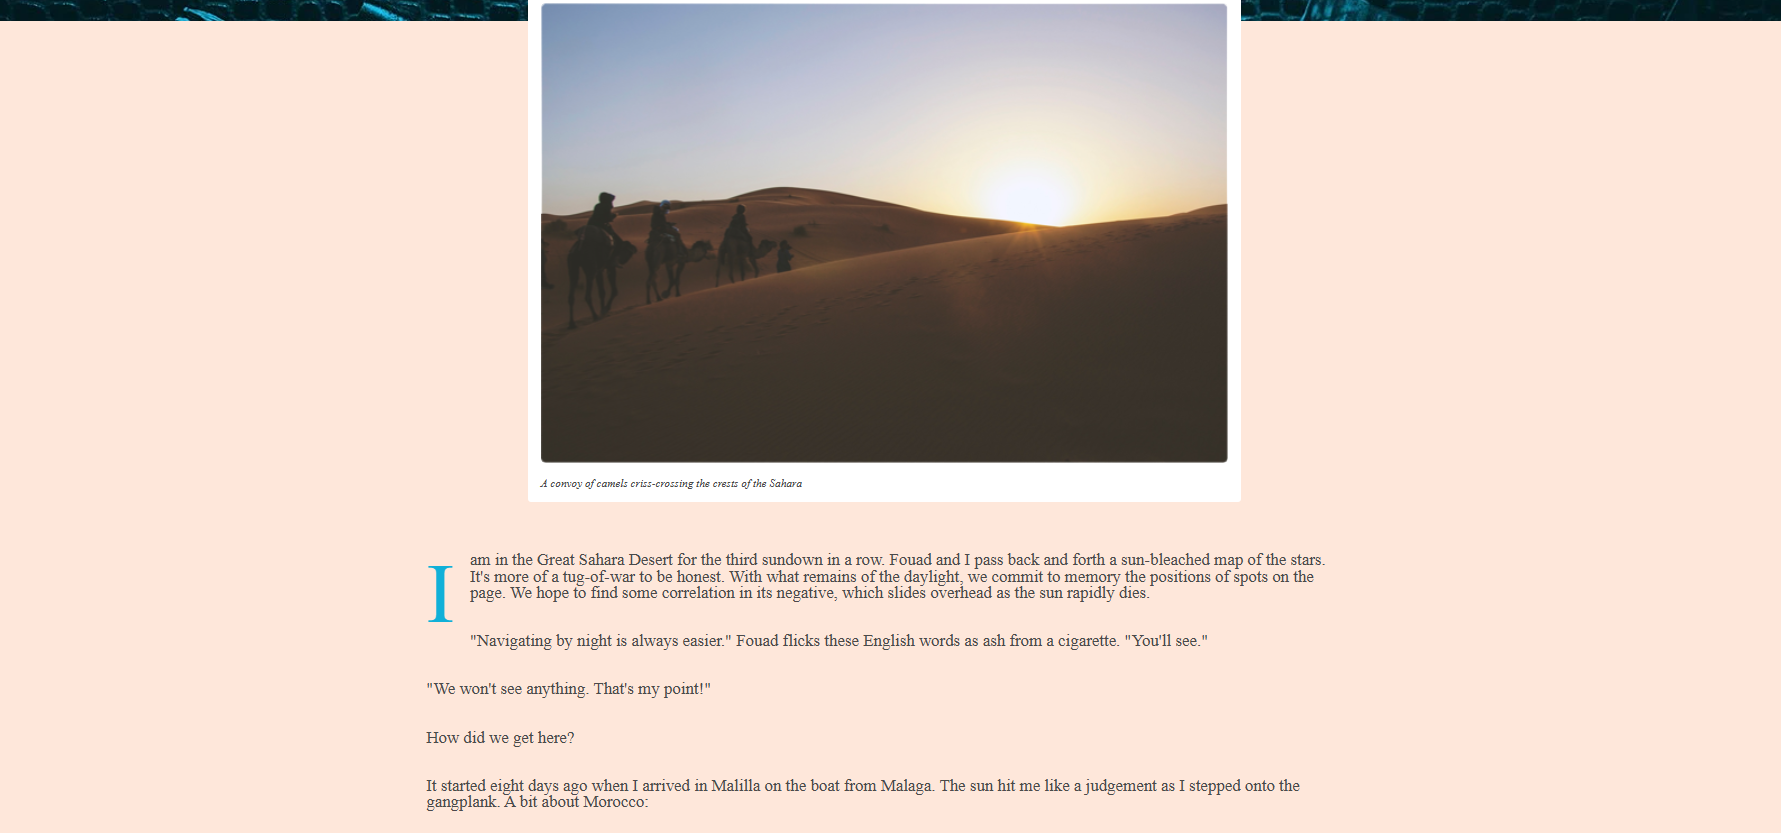 A convoy of camels criss-crossing the crests of the Sahara
I am in the Great Sahara Desert for the third sundown in a row. Fouad and I pass back and forth a sun-bleached map of the stars.
It's more of a tug-of-war to be honest. With what remains of the daylight, we commit to memory the positions of spots on the
page. We hope to find some correlation in its negative, which slides overhead as the sun rapidly dies.
"Navigating by night is always easier." Fouad flicks these English words as ash from a cigarette. "You'll see."
"We won't see anything. That's my point!"
How did we get here?
It started eight days ago when I arrived in Malilla on the boat from Malaga. The sun hit me like a judgement as I stepped onto the
gangplank. A bit about Morocco: